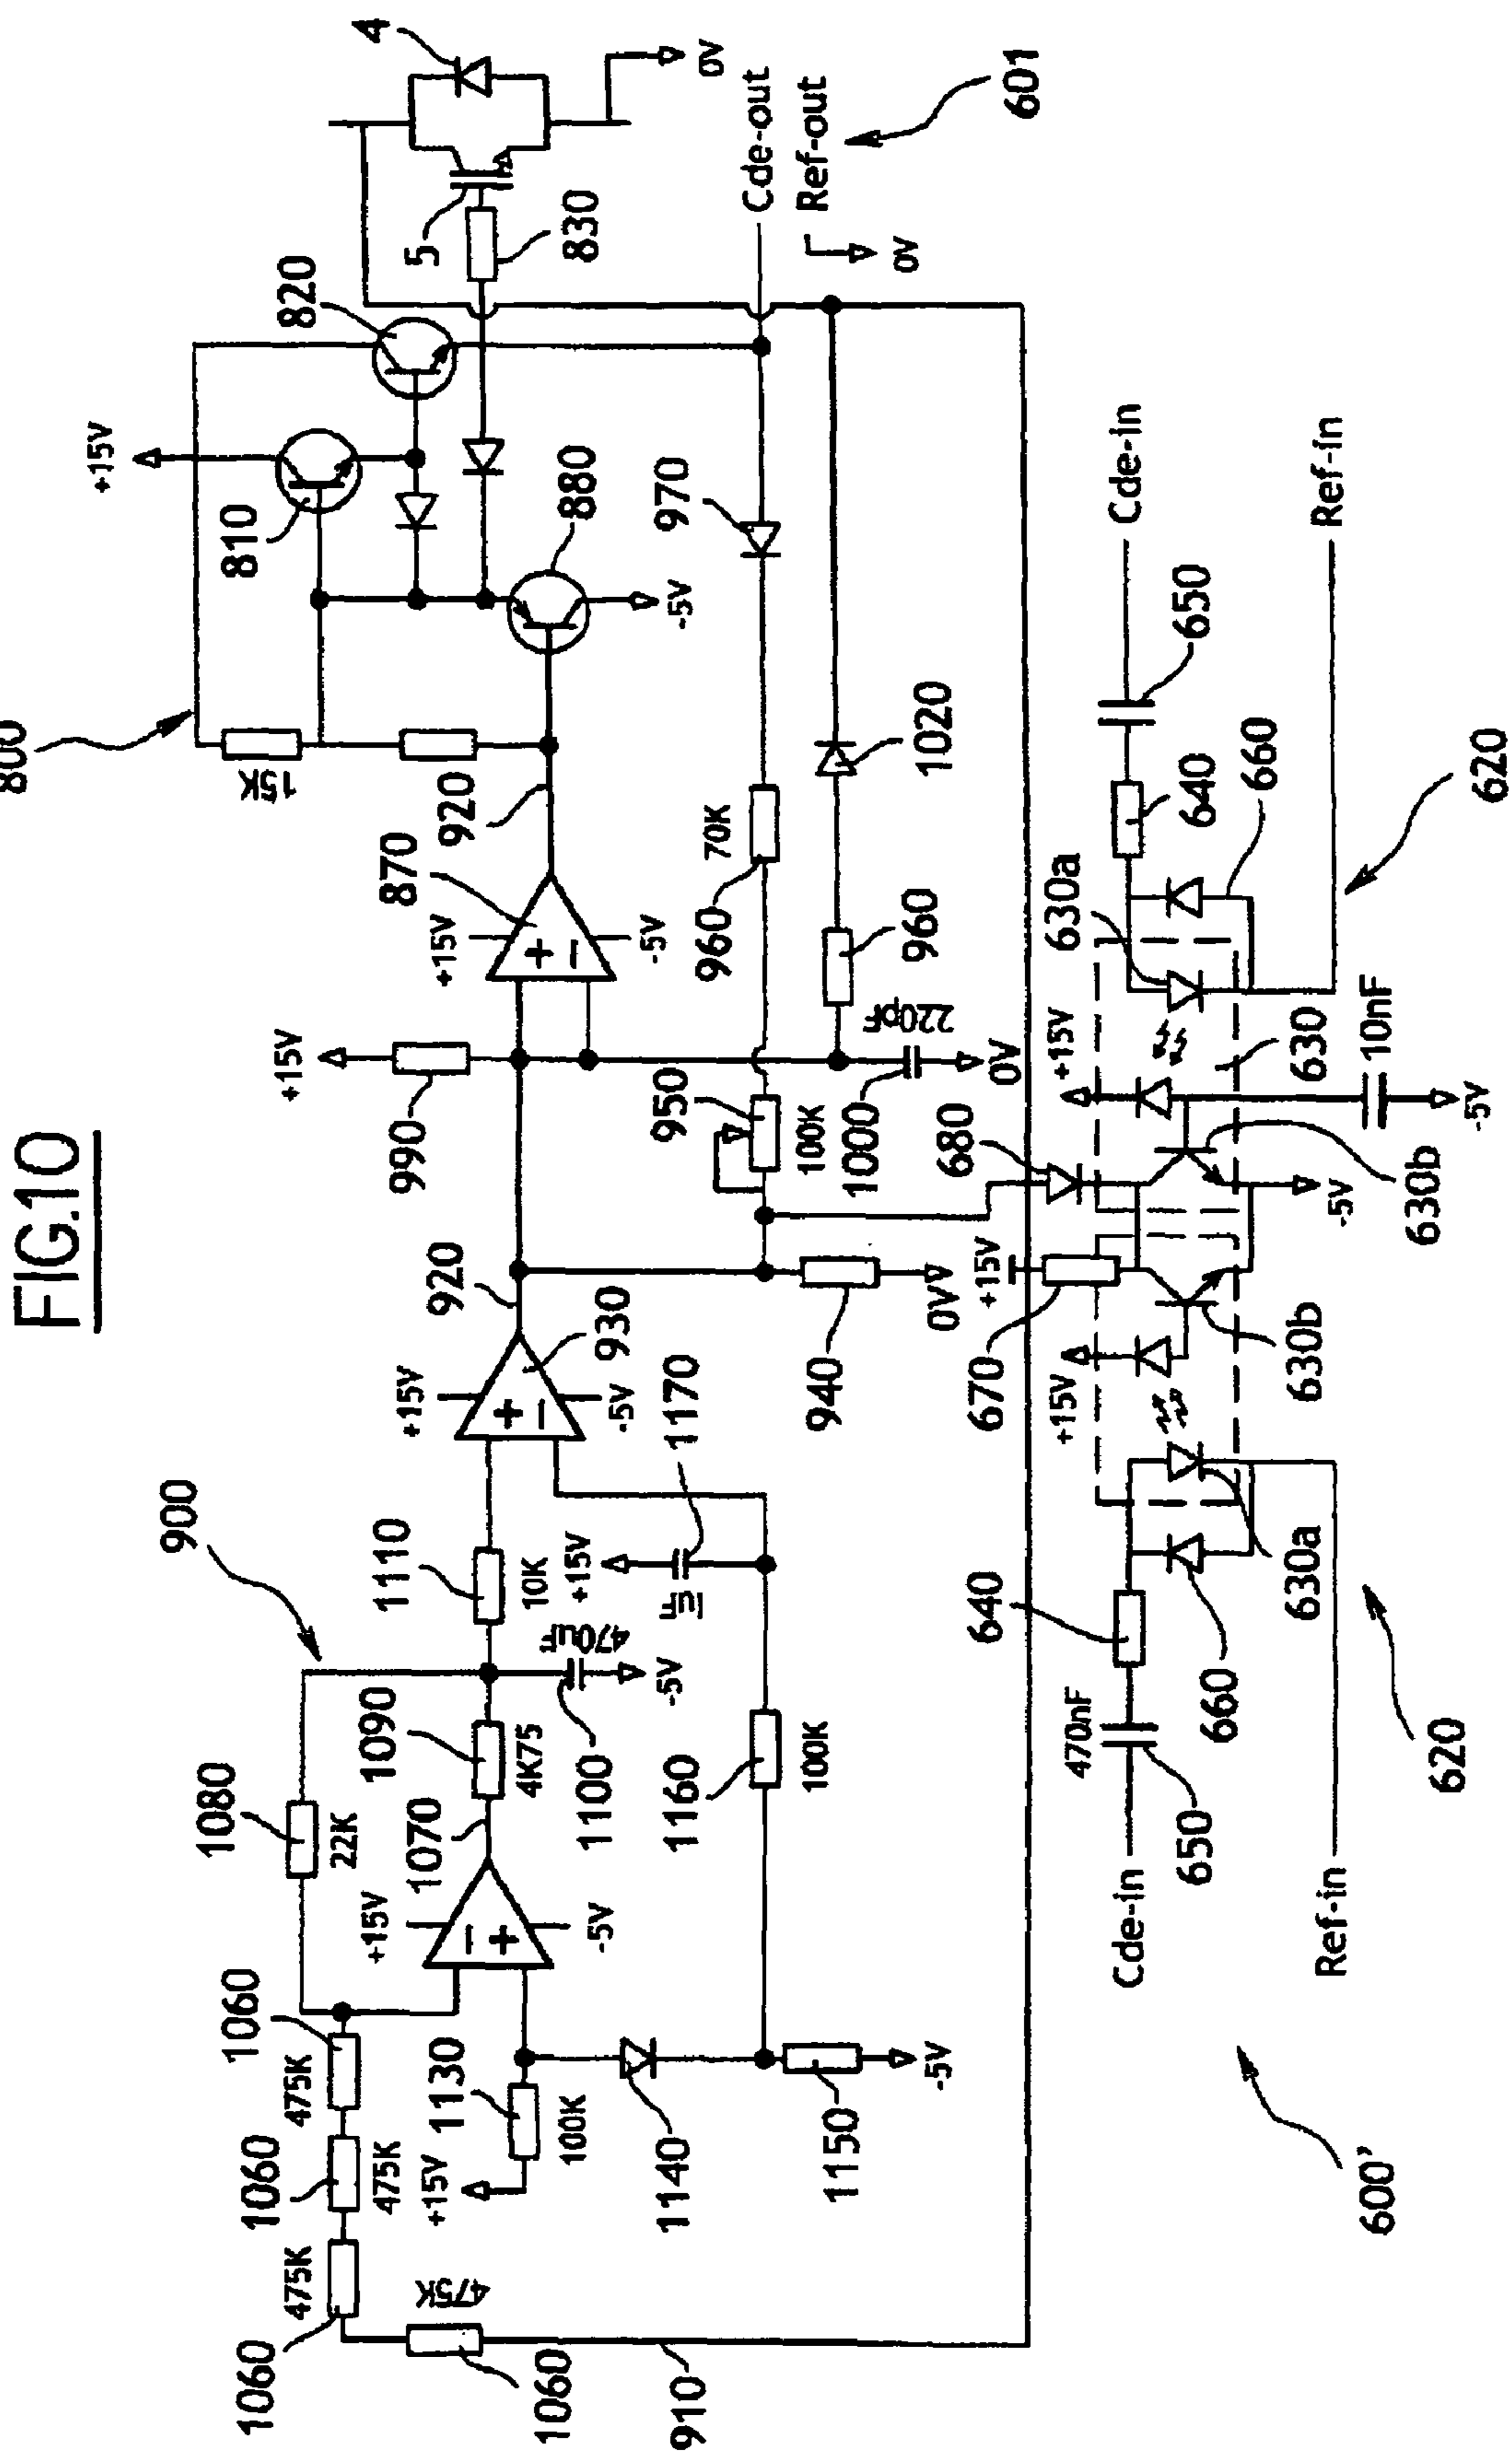 FIG.10
800
15K
+15V
810
820
4
5
830
0V
920
870
+15V
-5V
880
-5V
970
Cde-out
Ref-out
0V
601
900
+15V
990
920
930
+15V
-5V
950
100K
960
70K
960
1020
220pF
1000
0V
940
0V
1110
10K
+15V
1170
1µF
470µF
-5V
1100
1090
4K75
1080
22K
1070
+15V
-5V
1160
100K
1060
475K
1060
475K
1060
475K
1060
475K
1130
100K
+15V
1140
1150
-5V
910
680
670
+15V
+15V
+15V
630
630a
630b
-5V
10nF
-5V
640
650
660
Cde-in
Ref-in
620
630b
630a
640
660
470nF
650
Cde-in
Ref-in
620
600'